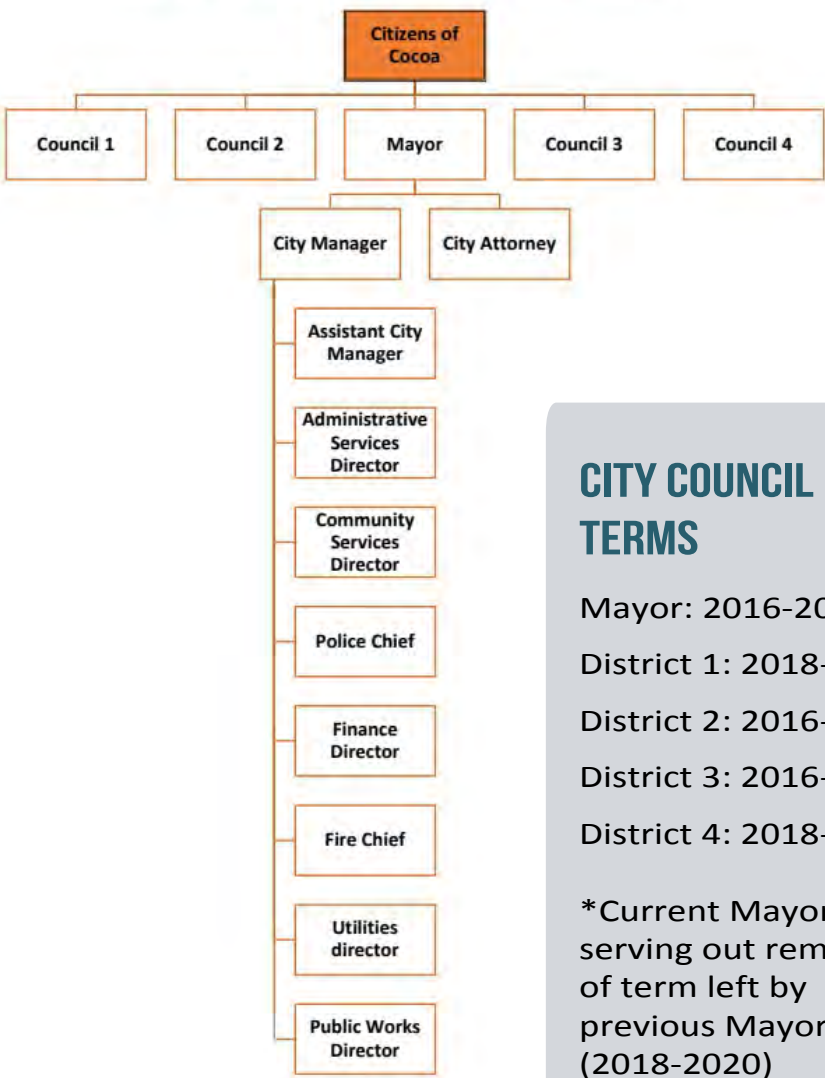 Citizens of
Cocoa
Council 1
Council 2
Mayor
Council 3
Council 4
City Manager
City Attorney
Assistant City
Manager
Administrative
Services
Director
Community
Services
Director
Police Chief
Finance
Director
Fire Chief
Utilities
director
Public Works
Director
CITY COUNCIL
TERMS
Mayor: 2016-20
District 1: 2018-
District 2: 2016-
District 3: 2016-
District 4: 2018-
*Current Mayor
serving out rem
of term left by
previous Mayor
(2018-2020)